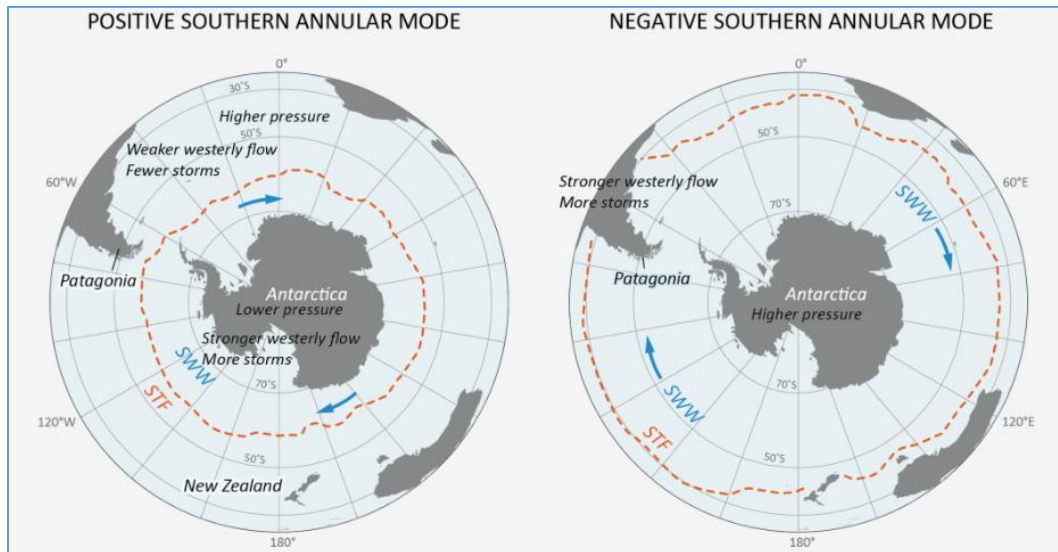 POSITIVE SOUTHERN ANNULAR MODE
0°
30°S
Higher pressure
50°S
Weaker westerly flow
Fewer storms
60°W
70°S
Patagonia
Antarctica
Lower pressure
Stronger westerly flow
More storms
SWW
STF
70°S
120°W
50°S
New Zealand
180°
NEGATIVE SOUTHERN ANNULAR MODE
0°
50°S
Stronger westerly flow
More storms
60°E
SWW
70°S
Patagonia
Antarctica
Higher pressure
SWW
STF
70°S
120°E
50°S
180°